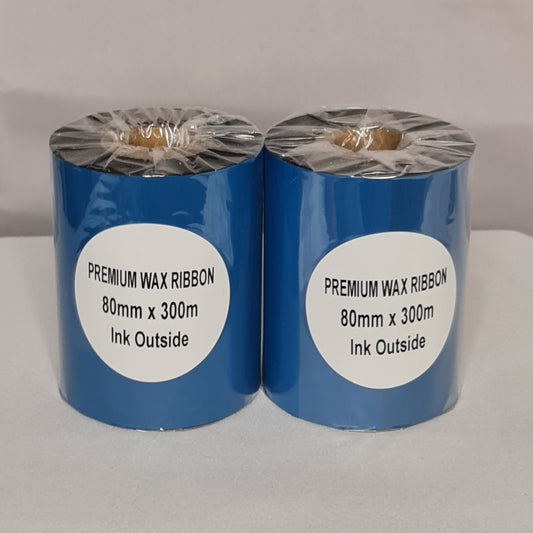 PREMIUM WAX RIBBON
80mm x 300m
Ink Outside
PREMIUM WAX RIBBON
80mm x 300m
Ink Outside